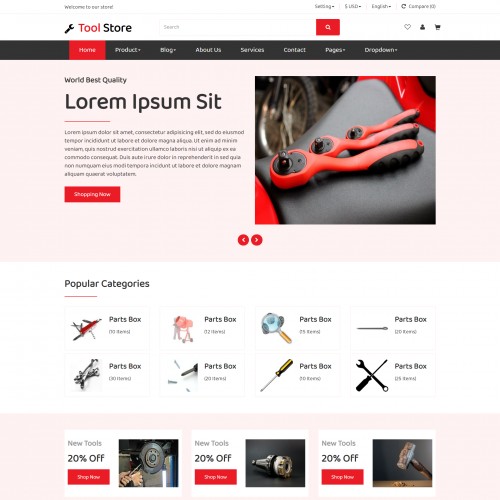 Welcome to our store!
Setting
$ USD
English
Compare (0)
Tool Store
Search
Home
Product
Blog
About Us
Services
Contact
Pages
Dropdown
World Best Quality
Lorem Ipsum Sit
Lorem ipsum dolor sit amet, consectetur adipisicing elit, sed do eiusmod
tempor incididunt ut labore et dolore magna aliqua. Ut enim ad minim
veniam, quis nostrud exercitation ullamco laboris nisi ut aliquip ex ea
commodo consequat. Duis aute irure dolor in reprehenderit in sed quia
non numquam eius modi tempora incidunt ut labore et dolore magnam
aliquam quaerat voluptatem.
Shopping Now
Popular Categories
Parts Box
(10 Items)
Parts Box
(12 Items)
Parts Box
(15 Items)
Parts Box
(20 Items)
Parts Box
(30 Items)
Parts Box
(20 Items)
Parts Box
(10 Items)
Parts Box
(25 Items)
New Tools
20% Off
Shop Now
New Tools
20% Off
Shop Now
New Tools
20% Off
Shop Now